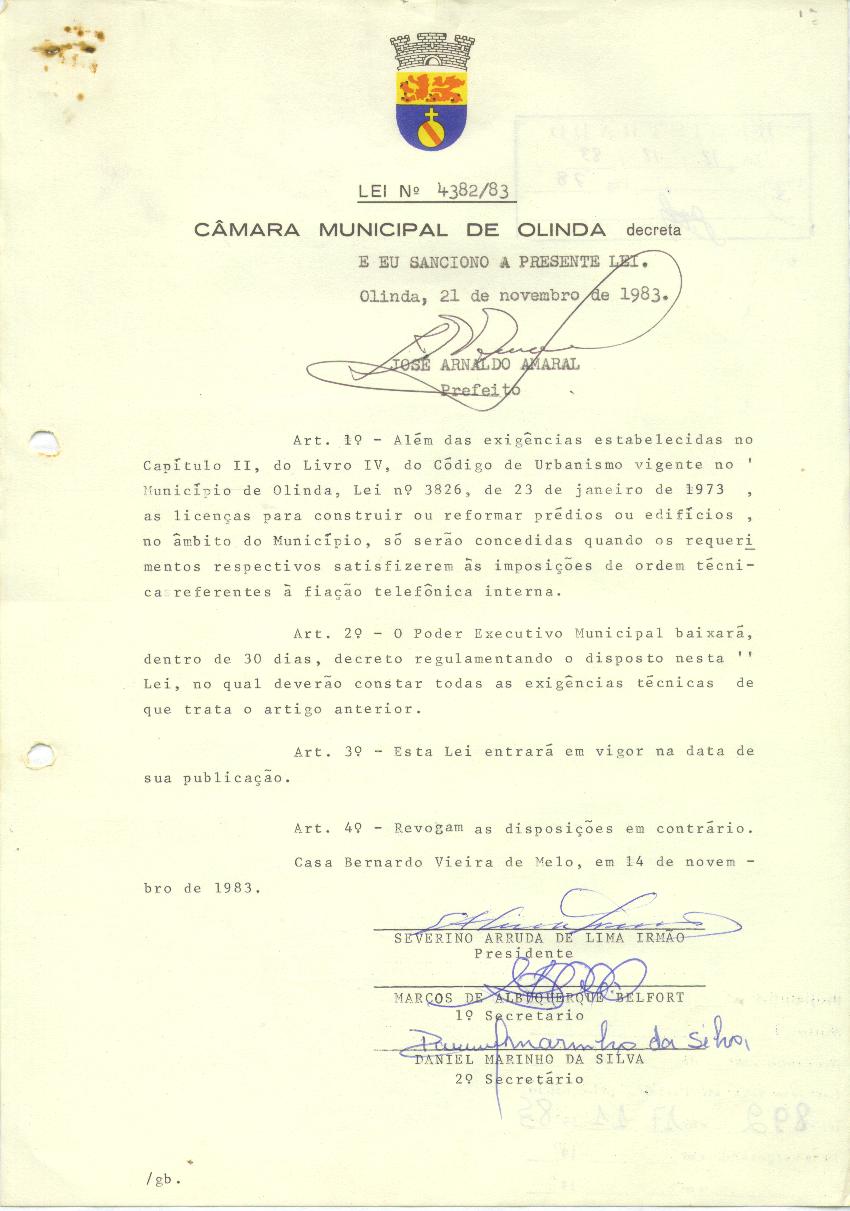 LEI Nº 4382/83
CÂMARA MUNICIPAL DE OLINDA decreta
E EU SANCIONO A PRESENTE LEI.
Olinda, 21 de novembro de 1983.
JOSÉ ARNALDO AMARAL
Prefeito
Art. 1º - Além das exigências estabelecidas no
Capítulo II, do Livro IV, do Código de Urbanismo vigente no '
Município de Olinda, Lei nº 3826, de 23 de janeiro de 1973 ,
as licenças para construir ou reformar prédios ou edifícios ,
no âmbito do Município, só serão concedidas quando os requeri
mentos respectivos satisfizerem às imposições de ordem técni-
cas referentes à fiação telefônica interna.
Art. 2º - O Poder Executivo Municipal baixará,
dentro de 30 dias, decreto regulamentando o disposto nesta ''
Lei, no qual deverão constar todas as exigências técnicas de
que trata o artigo anterior.
Art. 3º - Esta Lei entrará em vigor na data de
sua publicação.
Art. 4º - Revogam as disposições em contrário.
Casa Bernardo Vieira de Melo, em 14 de novem -
bro de 1983.
SEVERINO ARRUDA DE LIMA IRMÃO
Presidente
MARCOS DE ALBUQUERQUE BELFORT
1º Secretário
marinho da Silva,
DANIEL MARINHO DA SILVA
2º Secretário
/gb.